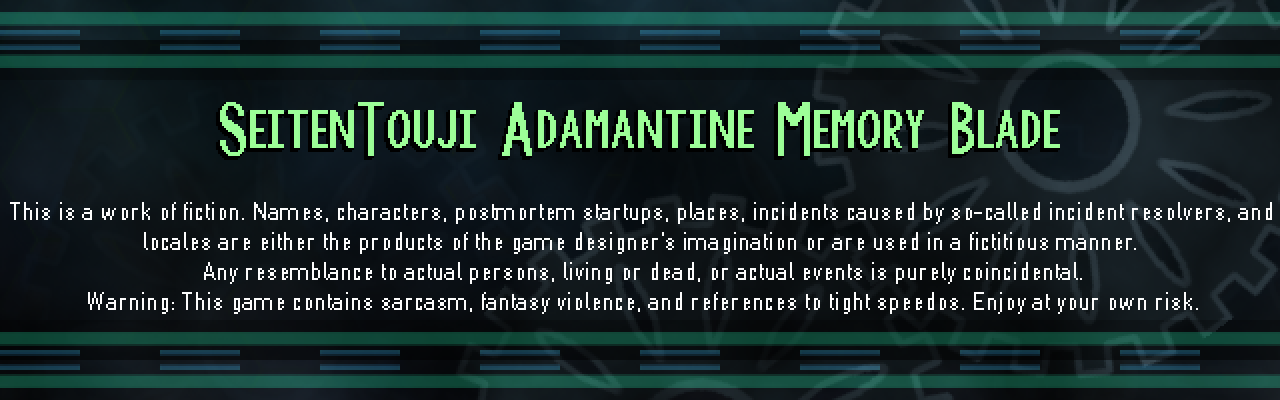 SeitenTouji Adamantine Memory Blade
This is a work of fiction. Names, characters, postmortem startups, places, incidents caused by so-called incident resolvers, and
locales are either the products of the game designer's imagination or are used in a fictitious manner.
Any resemblance to actual persons, living or dead, or actual events is purely coincidental.
Warning: This game contains sarcasm, fantasy violence, and references to tight speedos. Enjoy at your own risk.